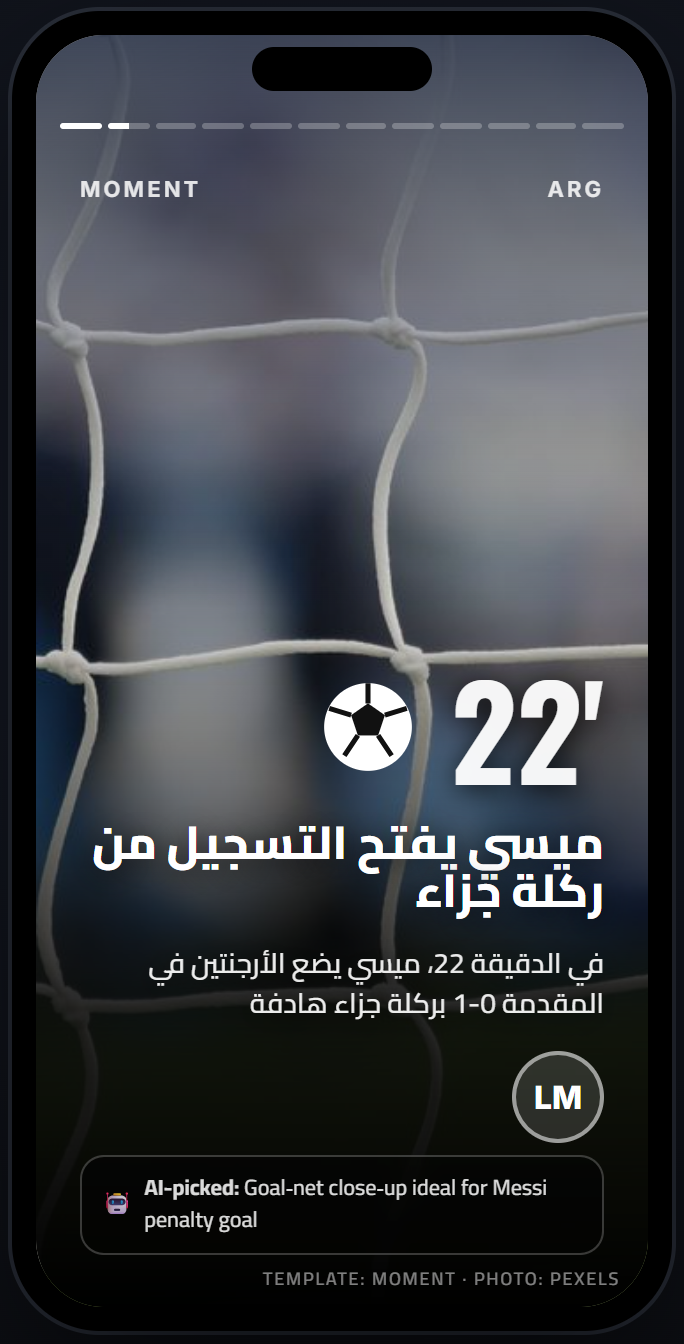 MOMENT
ARG
22'
ميسي يفتح التسجيل من
ركلة جزاء
في الدقيقة 22، ميسي يضع الأرجنتين في
المقدمة 0-1 بركلة جزاء هادفة
LM
AI-picked: Goal-net close-up ideal for Messi
penalty goal
TEMPLATE: MOMENT · PHOTO: PEXELS